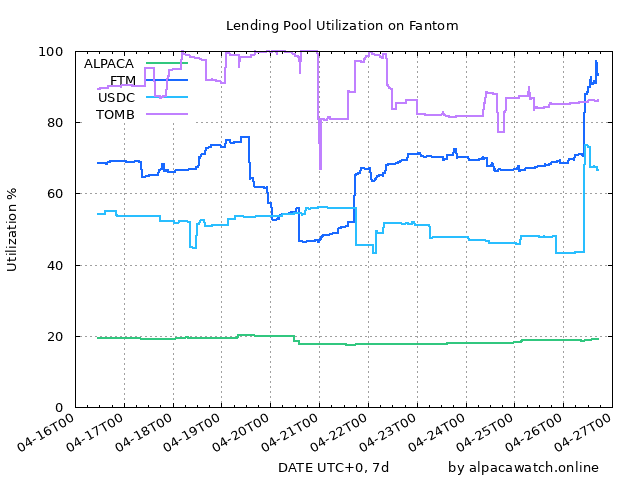 Lending Pool Utilization on Fantom
Utilization %
100
80
60
40
20
0
ALPACA
FTM
USDC
TOMB
04-16T00
04-17T00
04-18T00
04-19T00
04-20T00
04-21T00
04-22T00
04-23T00
04-24T00
04-25T00
04-26T00
04-27T00
DATE UTC+0, 7d
by alpacawatch.online